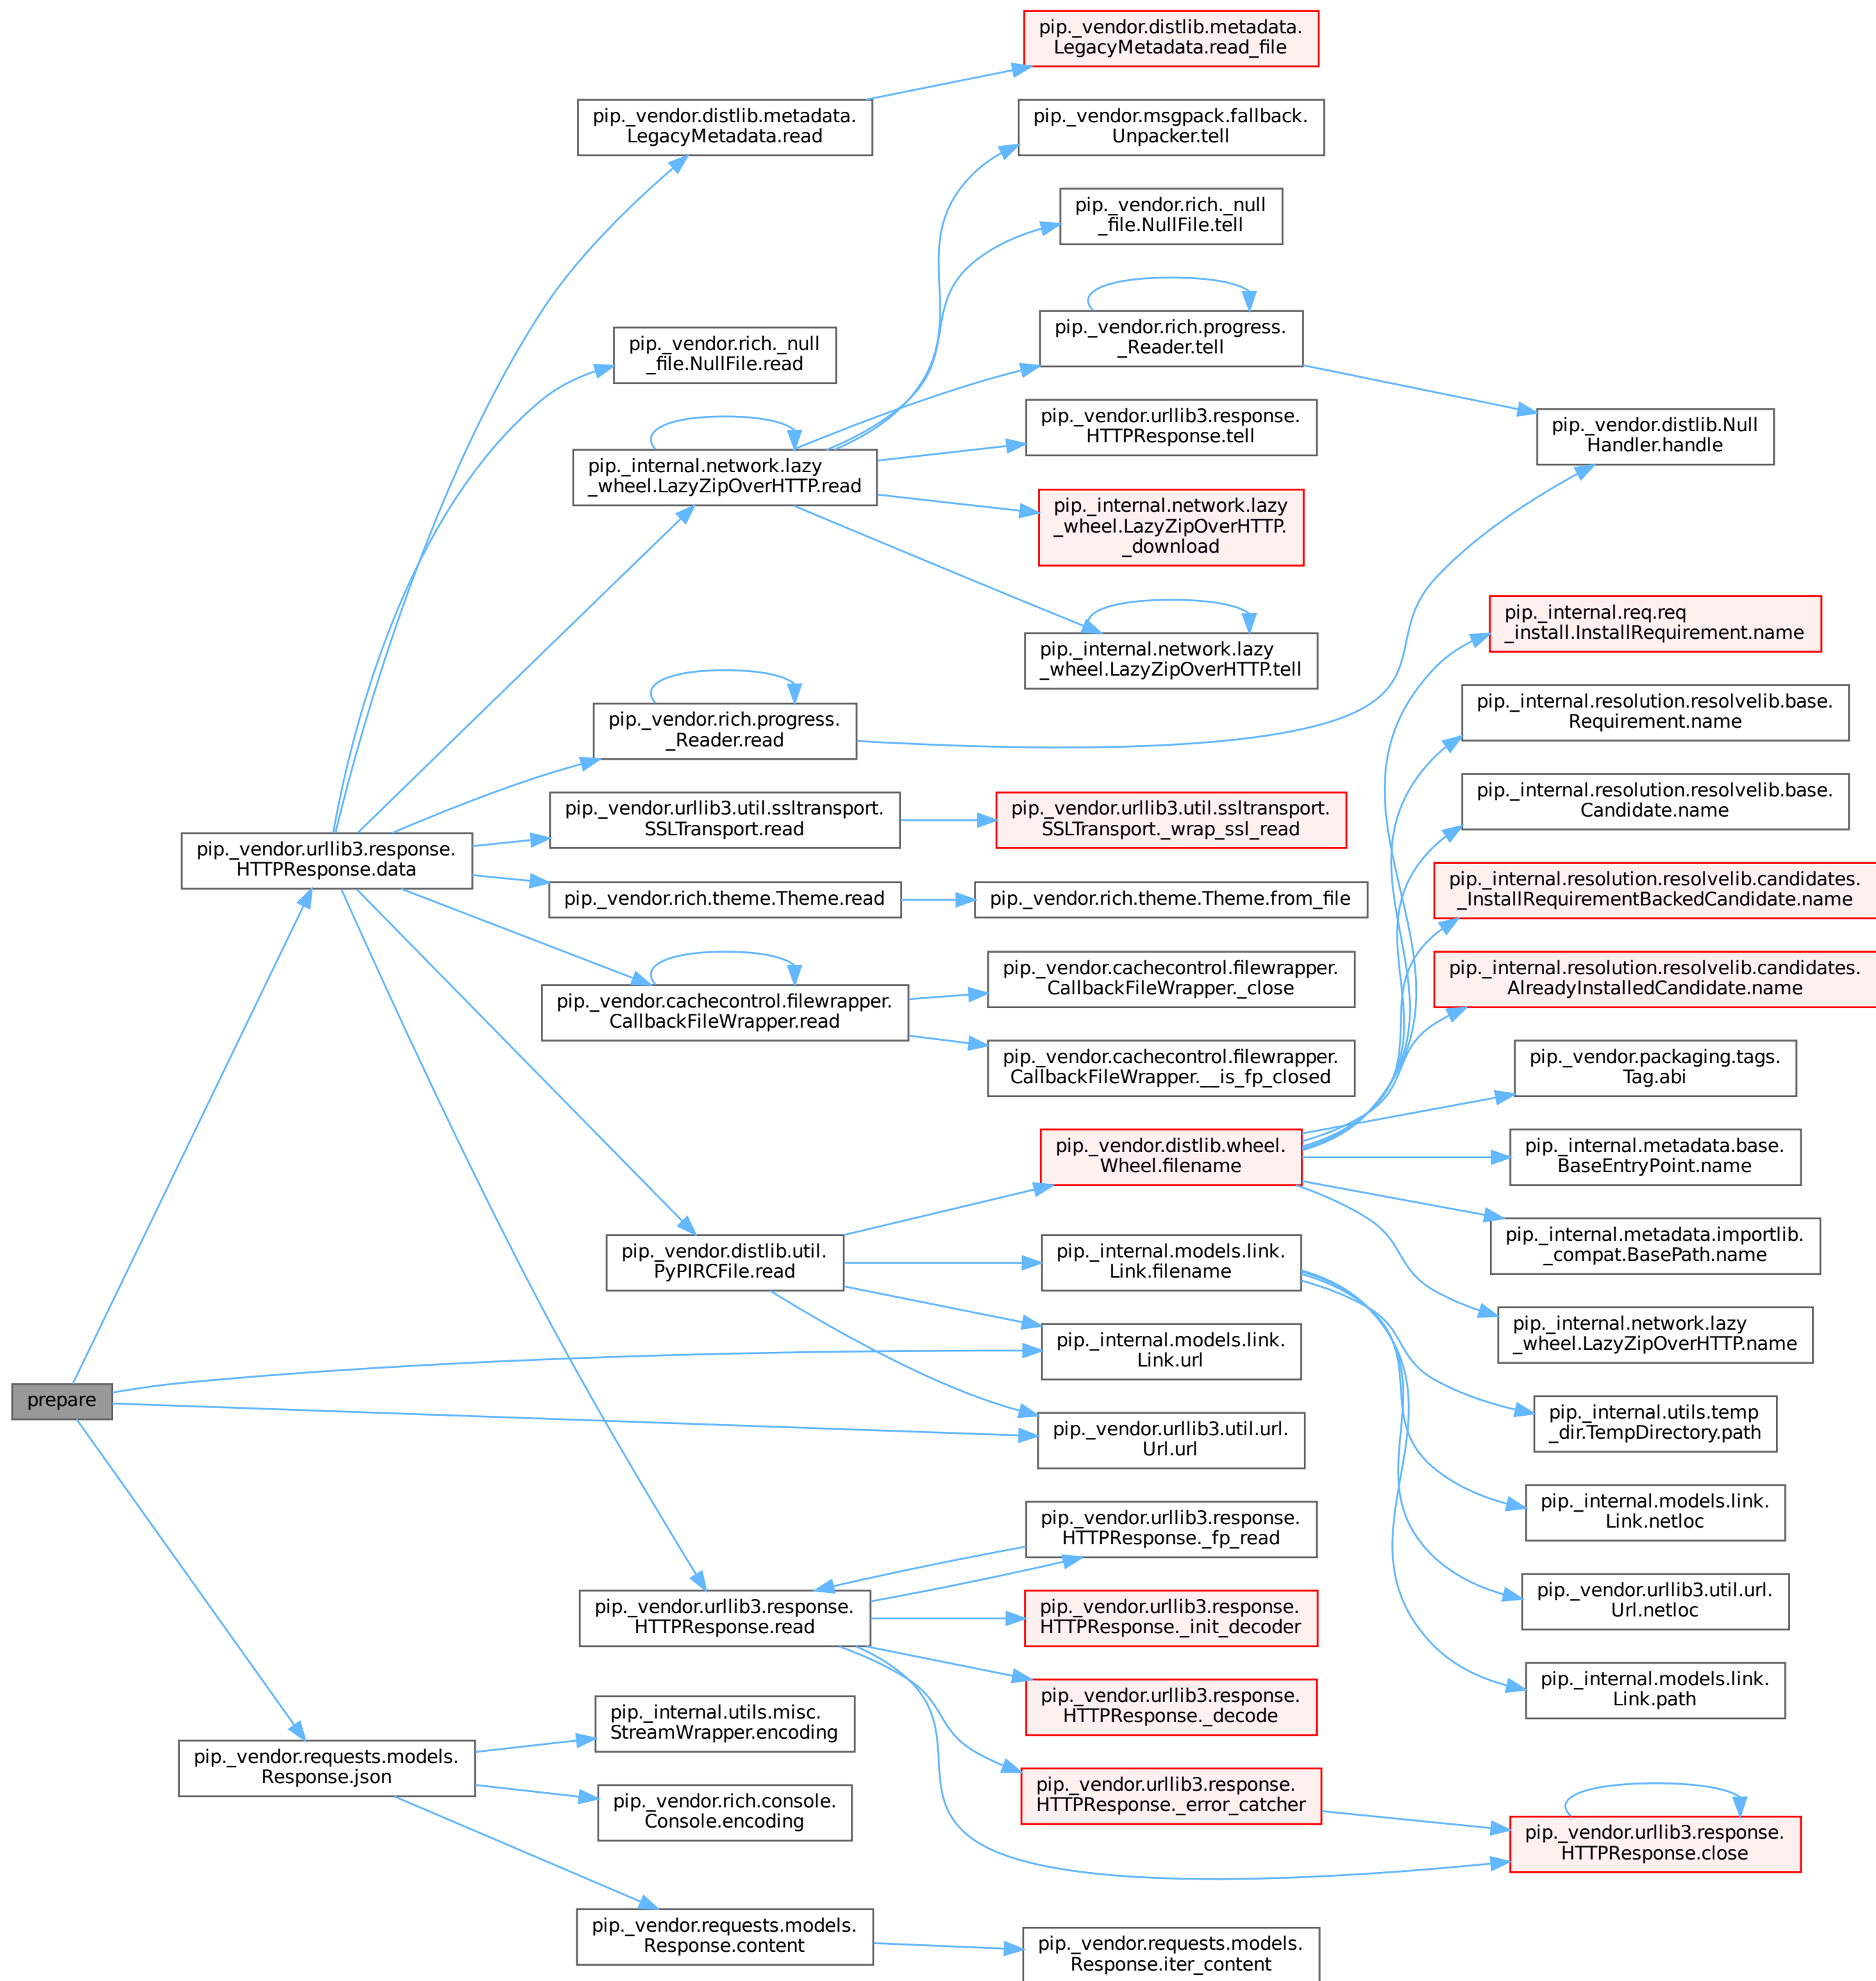 pip._vendor.distlib.metadata.
LegacyMetadata.read_file
pip._vendor.distlib.metadata.
LegacyMetadata.read
pip._vendor.msgpack.fallback.
Unpacker.tell
pip._vendor.rich._null
_file.NullFile.tell
pip._vendor.rich.progress.
_Reader.tell
pip._vendor.rich._null
_file.NullFile.read
pip._vendor.urllib3.response.
HTTPResponse.tell
pip._vendor.distlib.Null
Handler.handle
pip._internal.network.lazy
_wheel.LazyZipOverHTTP.read
pip._internal.network.lazy
_wheel.LazyZipOverHTTP.
_download
pip._internal.req.req
_install.InstallRequirement.name
pip._internal.network.lazy
_wheel.LazyZipOverHTTP.tell
pip._internal.resolution.resolvelib.base.
Requirement.name
pip._vendor.rich.progress.
_Reader.read
pip._internal.resolution.resolvelib.base.
Candidate.name
pip._vendor.urllib3.util.ssltransport.
SSLTransport.read
pip._vendor.urllib3.util.ssltransport.
SSLTransport._wrap_ssl_read
pip._vendor.urllib3.response.
HTTPResponse.data
pip._internal.resolution.resolvelib.candidates.
_InstallRequirementBackedCandidate.name
pip._vendor.rich.theme.Theme.read
pip._vendor.rich.theme.Theme.from_file
pip._internal.resolution.resolvelib.candidates.
AlreadyInstalledCandidate.name
pip._vendor.cachecontrol.filewrapper.
CallbackFileWrapper._close
pip._vendor.cachecontrol.filewrapper.
CallbackFileWrapper.read
pip._vendor.cachecontrol.filewrapper.
CallbackFileWrapper.__is_fp_closed
pip._vendor.packaging.tags.
Tag.abi
pip._vendor.distlib.wheel.
Wheel.filename
pip._internal.metadata.base.
BaseEntryPoint.name
pip._internal.metadata.importlib.
_compat.BasePath.name
pip._vendor.distlib.util.
PyPIRCFile.read
pip._internal.models.link.
Link.filename
pip._internal.models.link.
Link.url
pip._internal.network.lazy
_wheel.LazyZipOverHTTP.name
prepare
pip._internal.utils.temp
_dir.TempDirectory.path
pip._vendor.urllib3.util.url.
Url.url
pip._internal.models.link.
Link.netloc
pip._vendor.urllib3.response.
HTTPResponse._fp_read
pip._vendor.urllib3.util.url.
Url.netloc
pip._vendor.urllib3.response.
HTTPResponse.read
pip._vendor.urllib3.response.
HTTPResponse._init_decoder
pip._internal.models.link.
Link.path
pip._vendor.urllib3.response.
HTTPResponse._decode
pip._internal.utils.misc.
StreamWrapper.encoding
pip._vendor.requests.models.
Response.json
pip._vendor.rich.console.
Console.encoding
pip._vendor.urllib3.response.
HTTPResponse._error_catcher
pip._vendor.urllib3.response.
HTTPResponse.close
pip._vendor.requests.models.
Response.content
pip._vendor.requests.models.
Response.iter_content